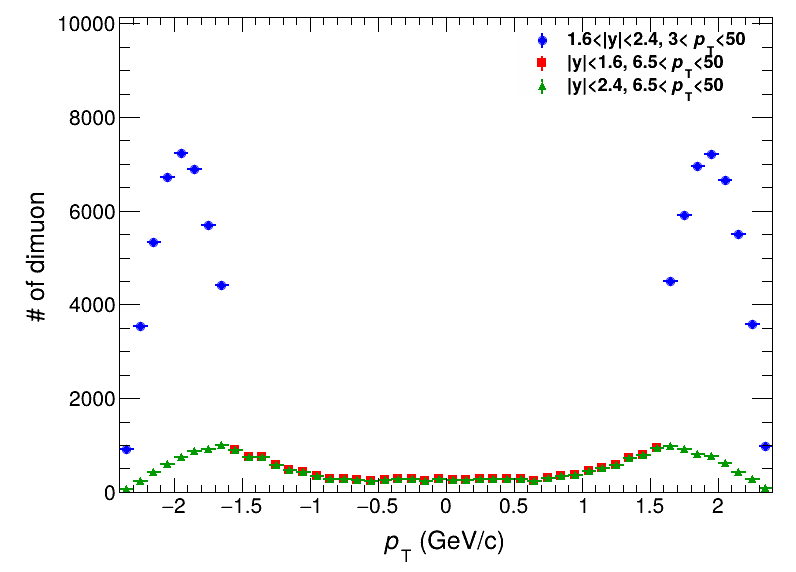 10000
8000
6000
4000
2000
0
# of dimuon
1.6<|y|<2.4, 3< p_T<50
|y|<1.6, 6.5< p_T<50
|y|<2.4, 6.5< p_T<50
−2 −1.5 −1 −0.5 0 0.5 1 1.5 2
p_T (GeV/c)